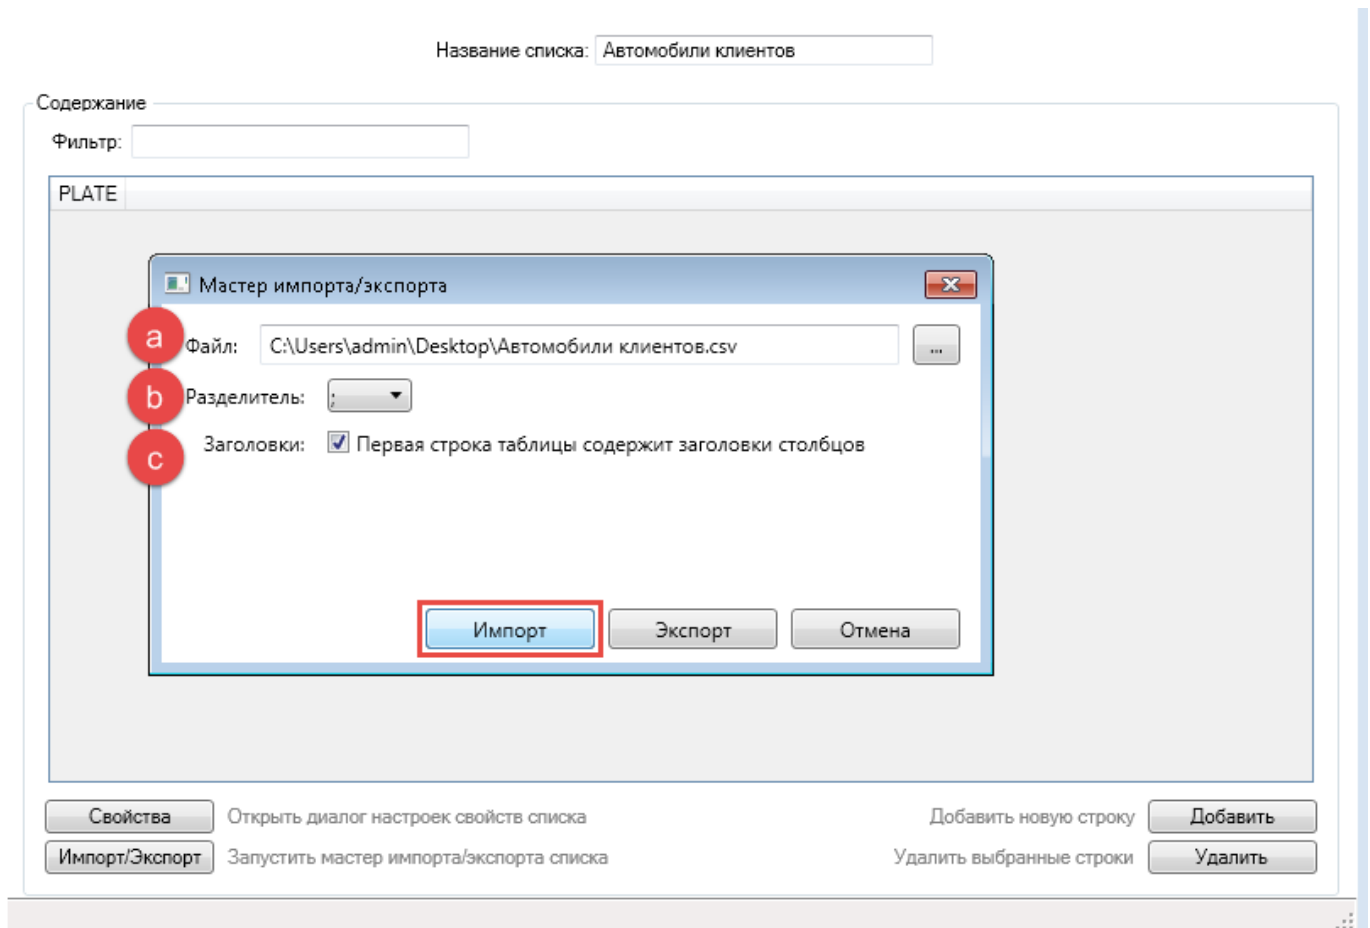 Название списка: Автомобили клиентов
Содержание
Фильтр:
PLATE
Мастер импорта/экспорта
a
Файл: C:\Users\admin\Desktop\Автомобили клиентов.csv ...
b
Разделитель: ;
c
Заголовки: Первая строка таблицы содержит заголовки столбцов
Импорт Экспорт Отмена
Свойства Открыть диалог настроек свойств списка Добавить новую строку Добавить
Импорт/Экспорт Запустить мастер импорта/экспорта списка Удалить выбранные строки Удалить